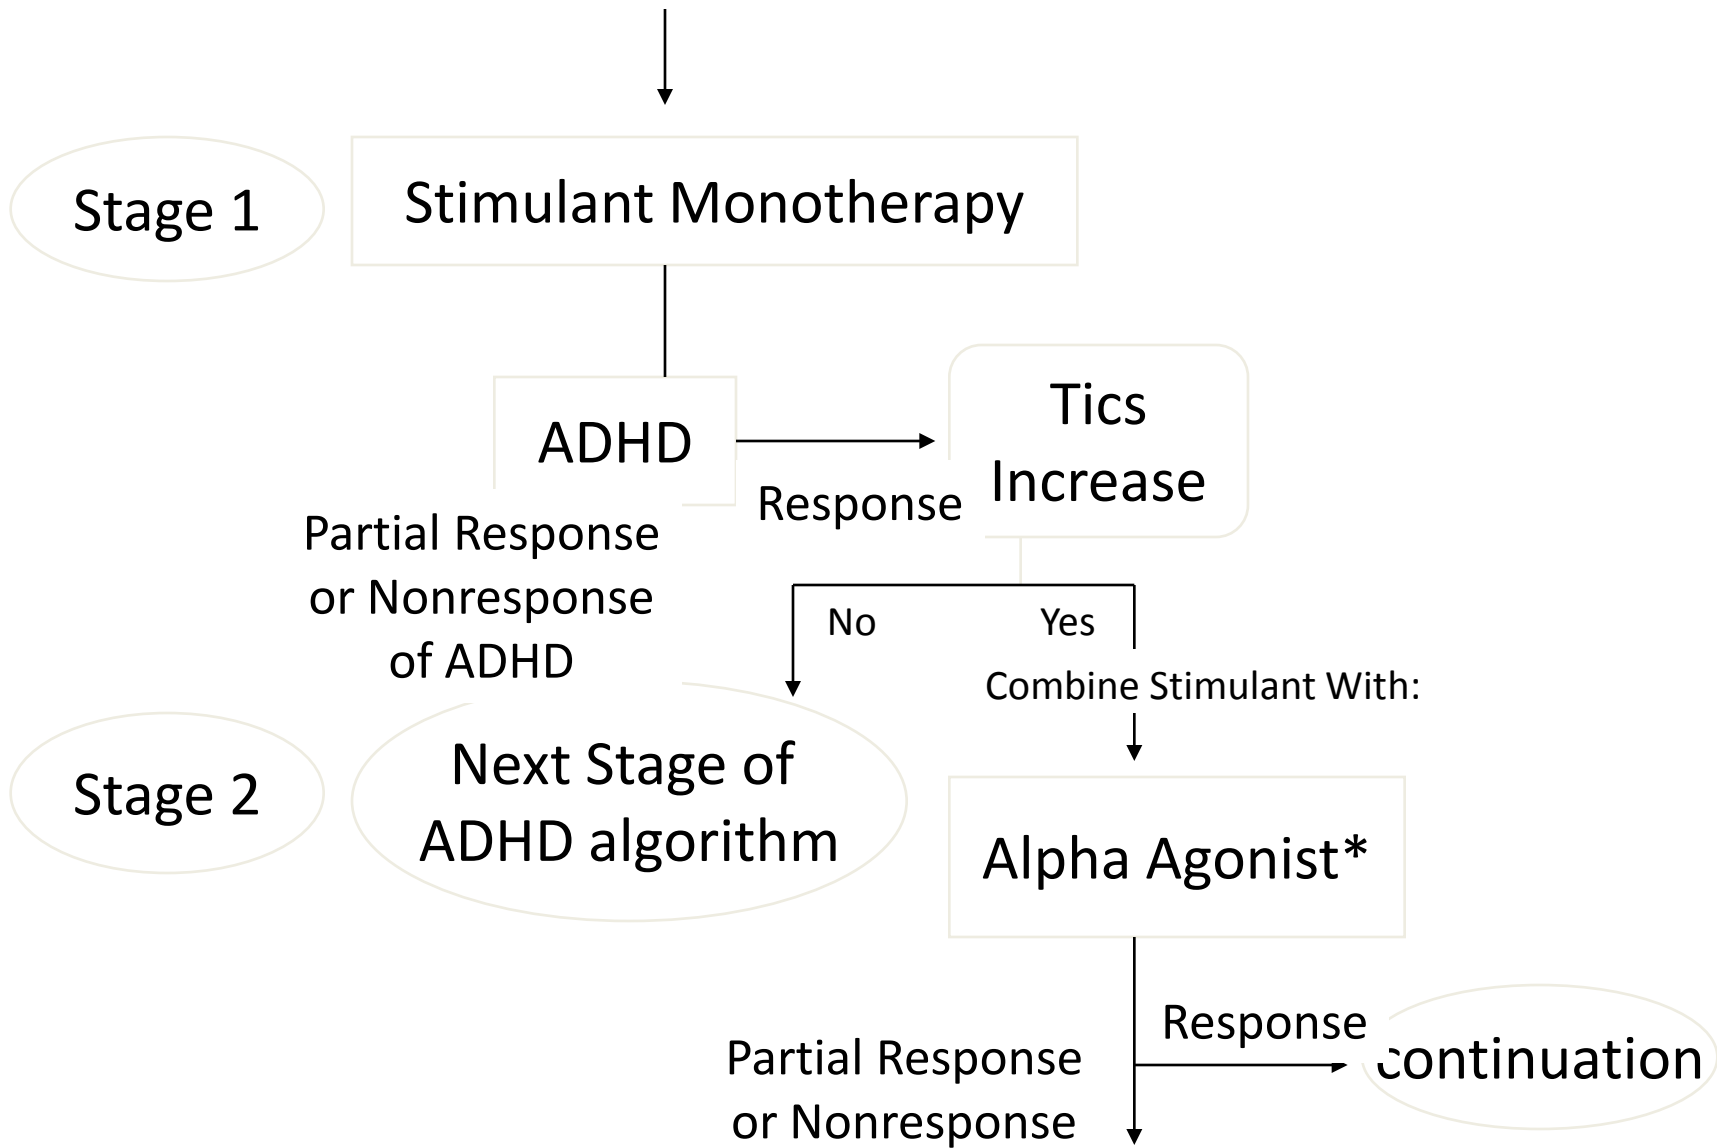 Stage 1
Stimulant Monotherapy
ADHD
Tics
Increase
Response
Partial Response
or Nonresponse
of ADHD
No
Yes
Combine Stimulant With:
Stage 2
Next Stage of
ADHD algorithm
Alpha Agonist*
Response
continuation
Partial Response
or Nonresponse